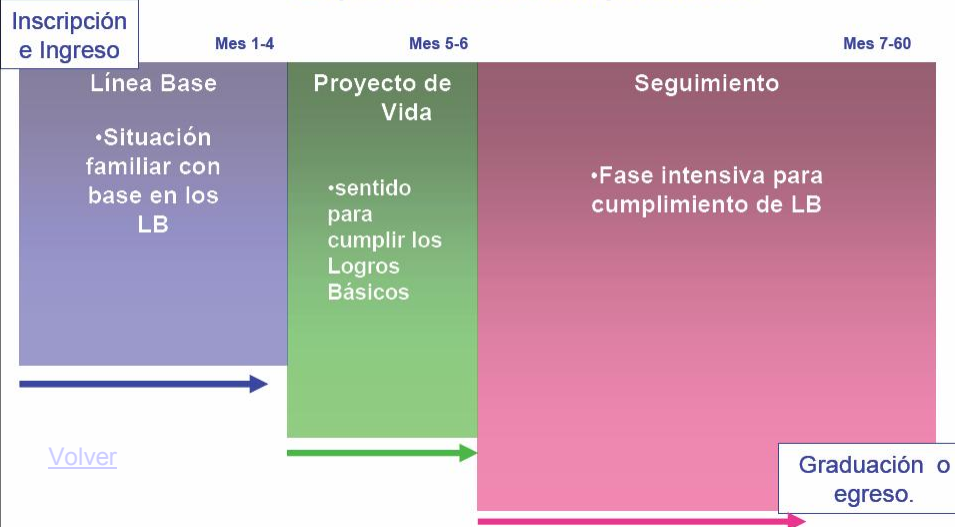 Inscripción
e Ingreso
Mes 1-4
Mes 5-6
Mes 7-60
Línea Base
•Situación
familiar con
base en los
LB
Proyecto de
Vida
•sentido
para
cumplir los
Logros
Básicos
Seguimiento
•Fase intensiva para
cumplimiento de LB
Volver
Graduación o
egreso.